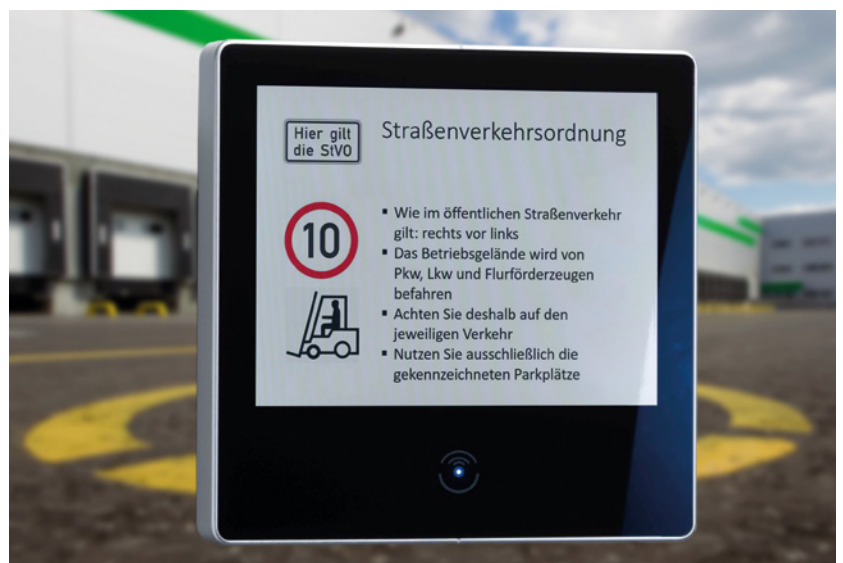 Hier gilt
die StVO
Straßenverkehrsordnung
10
▪ Wie im öffentlichen Straßenverkehr
gilt: rechts vor links
▪ Das Betriebsgelände wird von
Pkw, Lkw und Flurförderzeugen
befahren
▪ Achten Sie deshalb auf den
jeweiligen Verkehr
▪ Nutzen Sie ausschließlich die
gekennzeichneten Parkplätze